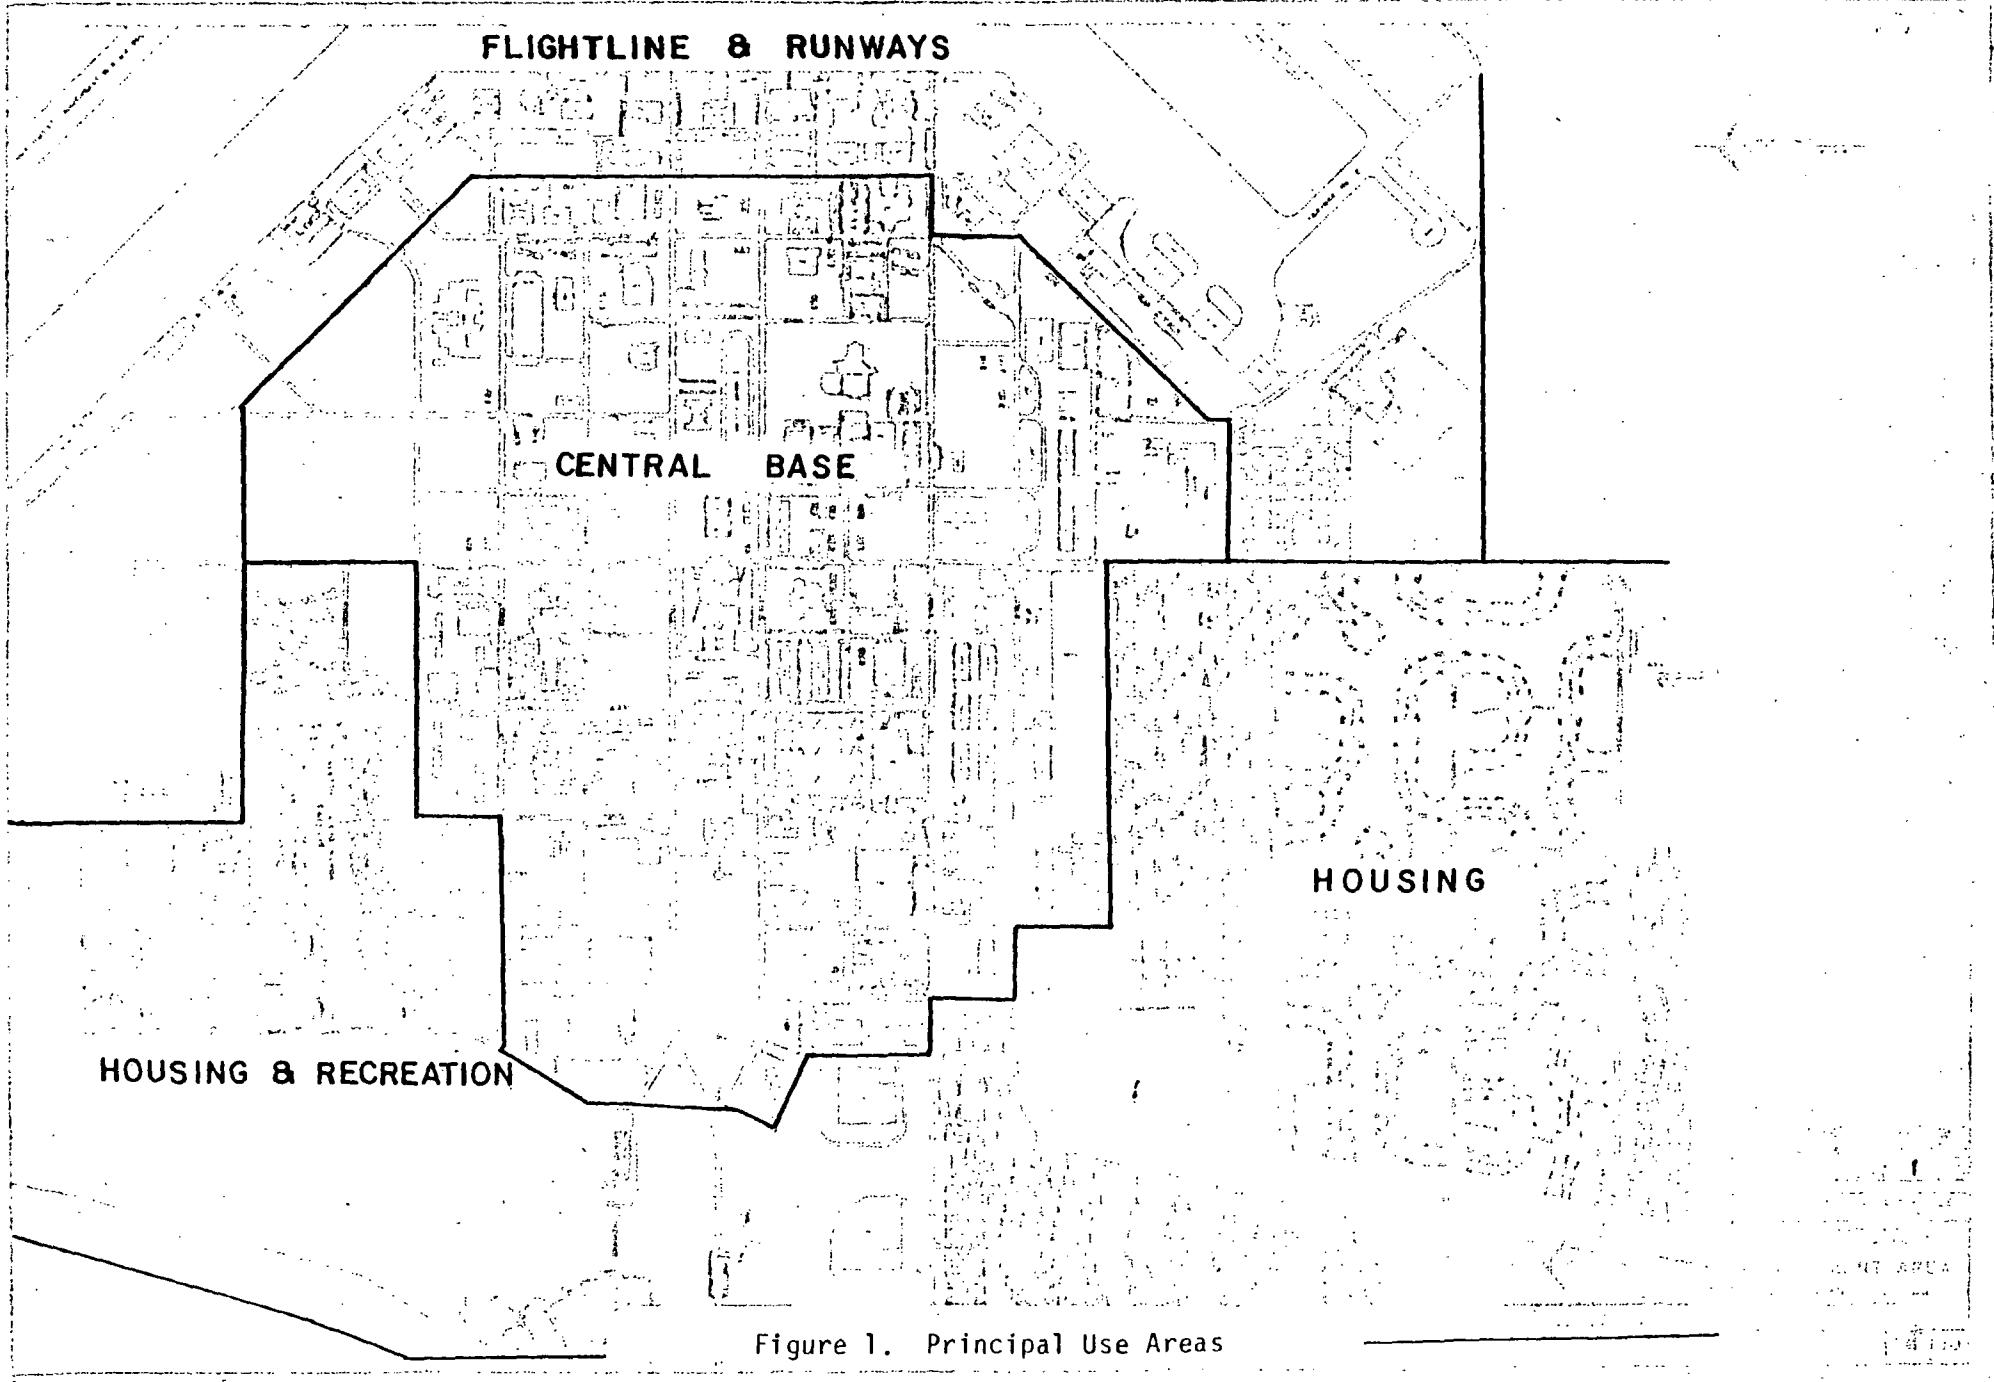 FLIGHTLINE & RUNWAYS
CENTRAL BASE
HOUSING
HOUSING & RECREATION
Figure 1. Principal Use Areas